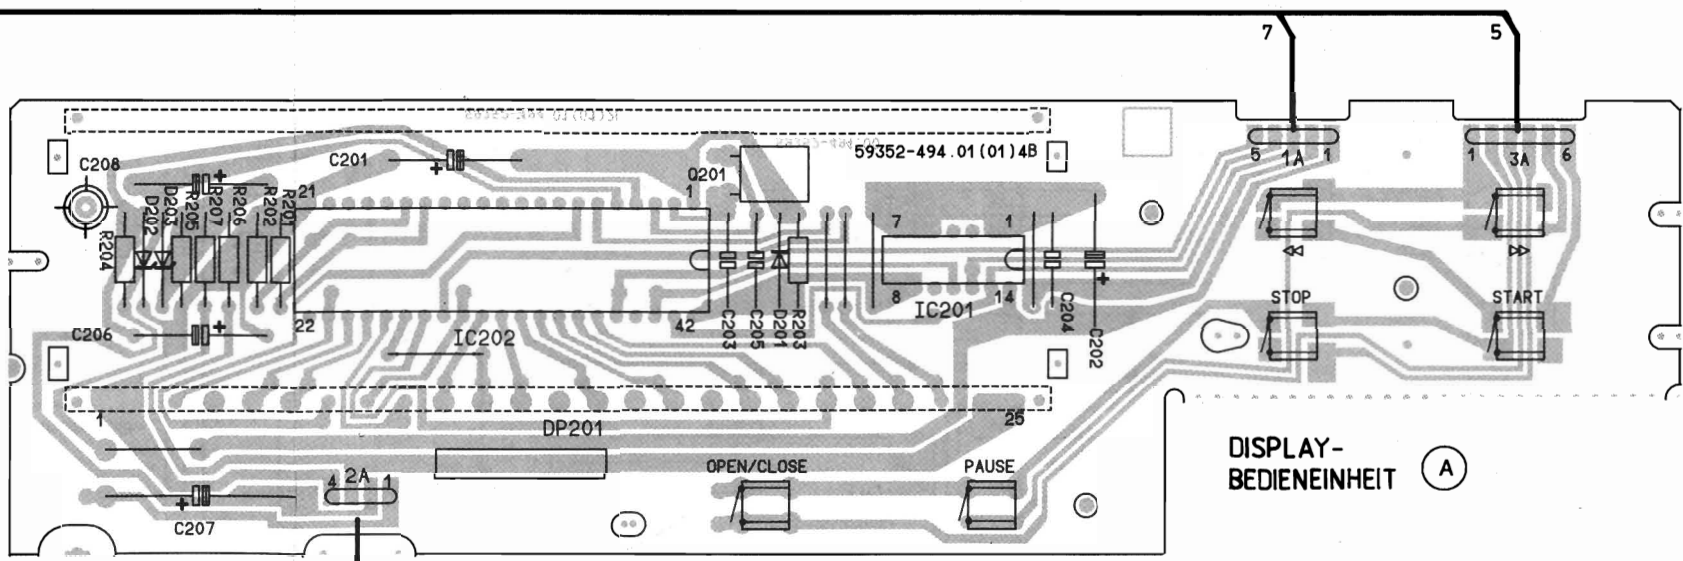 7 5
59352-494.01(01)4B
C208 C201 Q201
5 1A 1 1 3A 6
R204 D202 D203 R205 R207 R206 R202 R201
21 1
7 1
8 14
IC201
22 42
IC202
C206
C203 C205 D201 R203
C204 C202
STOP START
1 25
DP201
DISPLAY-
BEDIENEINHEIT A
OPEN/CLOSE PAUSE
4 2A 1
C207